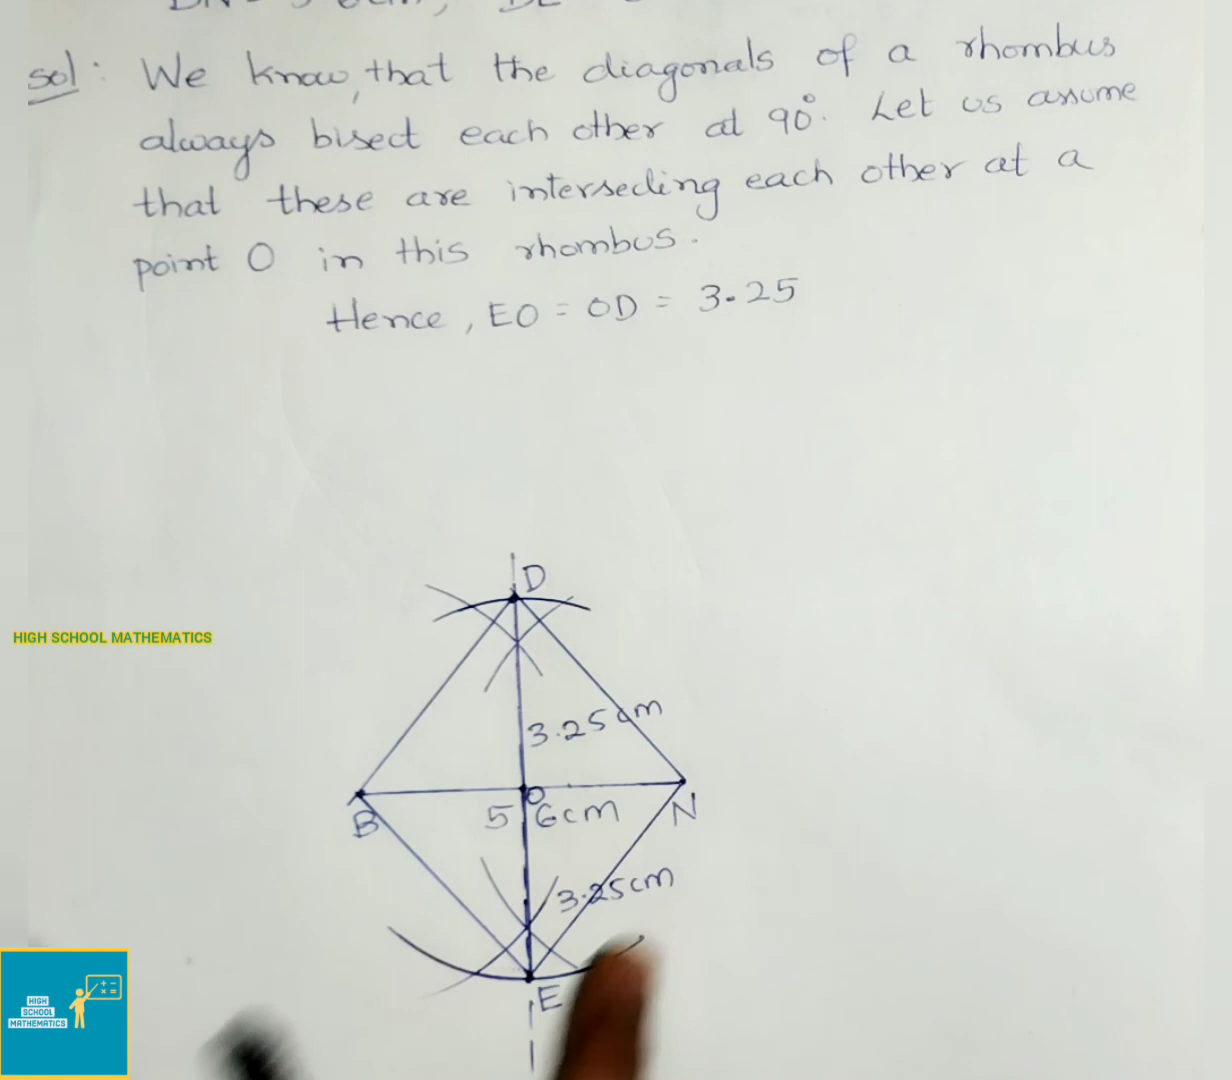 sol: We know, that the diagonals of a rhombus
always bisect each other at 90°. Let us assume
that these are intersecting each other at a
point O in this rhombus.
Hence, EO = OD = 3.25
D
HIGH SCHOOL MATHEMATICS
3.25cm
O
B
5 6cm
N
3.25cm
E
HIGH
SCHOOL
MATHEMATICS